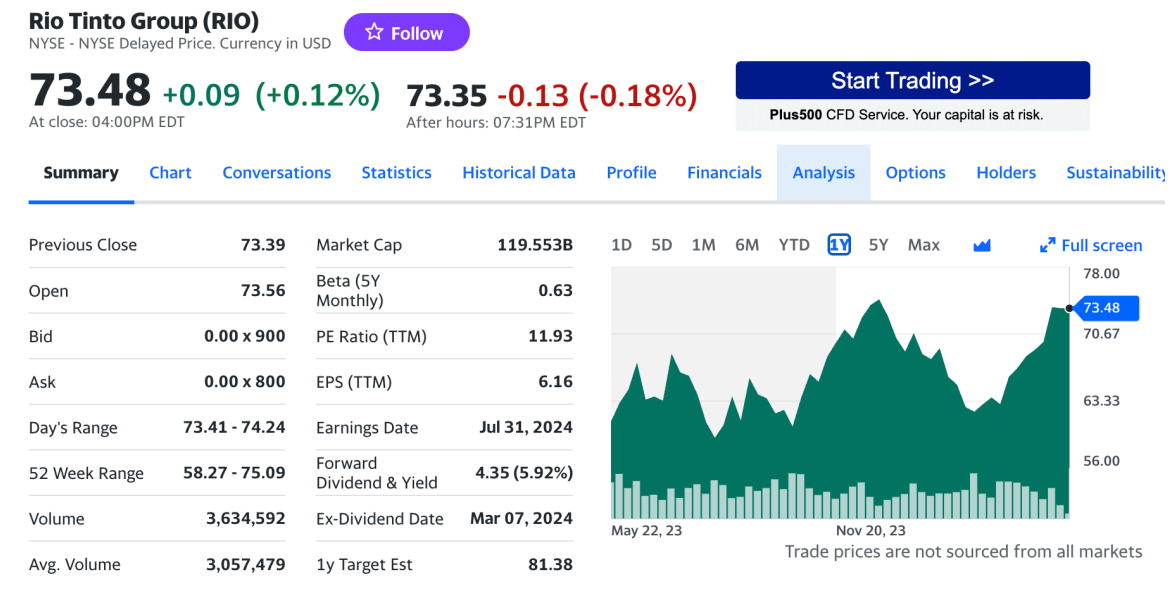 Rio Tinto Group (RIO)
NYSE - NYSE Delayed Price. Currency in USD
Follow
73.48 +0.09 (+0.12%)
At close: 04:00PM EDT
73.35 -0.13 (-0.18%)
After hours: 07:31PM EDT
Start Trading >>
Plus500 CFD Service. Your capital is at risk.
Summary Chart Conversations Statistics Historical Data Profile Financials Analysis Options Holders Sustainability
Previous Close 73.39
Open 73.56
Bid 0.00 x 900
Ask 0.00 x 800
Day's Range 73.41 - 74.24
52 Week Range 58.27 - 75.09
Volume 3,634,592
Avg. Volume 3,057,479
Market Cap 119.553B
Beta (5Y
Monthly) 0.63
PE Ratio (TTM) 11.93
EPS (TTM) 6.16
Earnings Date Jul 31, 2024
Forward
Dividend & Yield 4.35 (5.92%)
Ex-Dividend Date Mar 07, 2024
1y Target Est 81.38
1D 5D 1M 6M YTD 1Y 5Y Max Full screen
78.00
73.48
70.67
63.33
56.00
May 22, 23 Nov 20, 23
Trade prices are not sourced from all markets